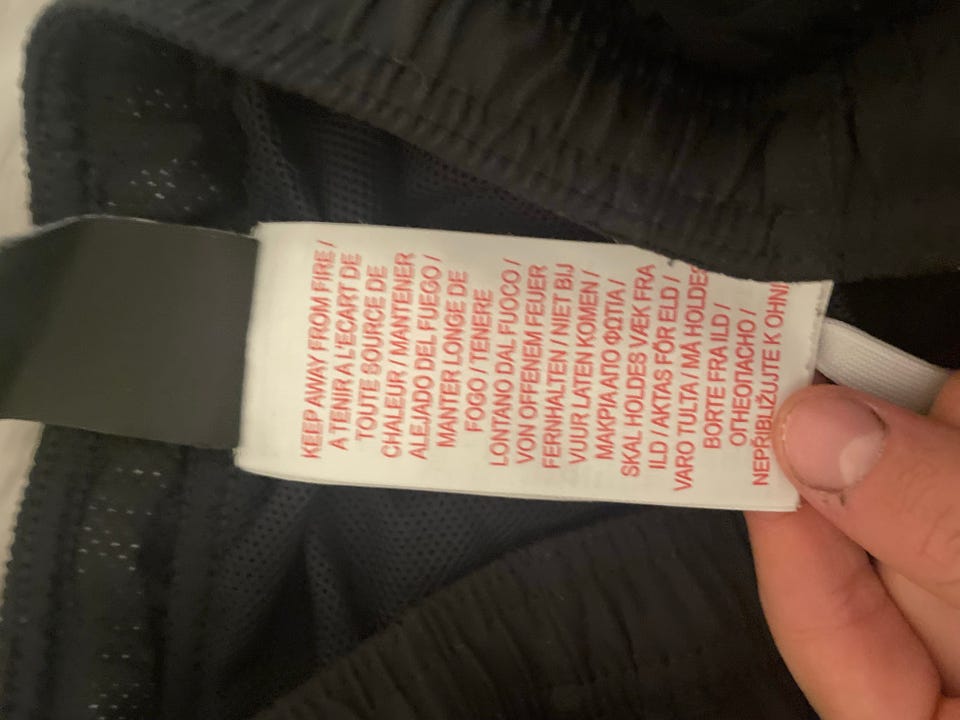 KEEP AWAY FROM FIRE /
A TENIR A L'ECART DE
TOUTE SOURCE DE
CHALEUR / MANTENER
ALEJADO DEL FUEGO /
MANTER LONGE DE
FOGO / TENERE
LONTANO DAL FUOCO /
VON OFFENEM FEUER
FERNHALTEN / NIET BIJ
VUUR LATEN KOMEN /
ΜΑΚΡΙΑ ΑΠΟ ΦΩΤΙΑ /
SKAL HOLDES VÆK FRA
ILD / AKTAS FÖR ELD /
VARO TULTA / MÅ HOLDES
BORTE FRA ILD /
ОГНЕОПАСНО /
NEPŘIBLIŽUJTE K OHNI